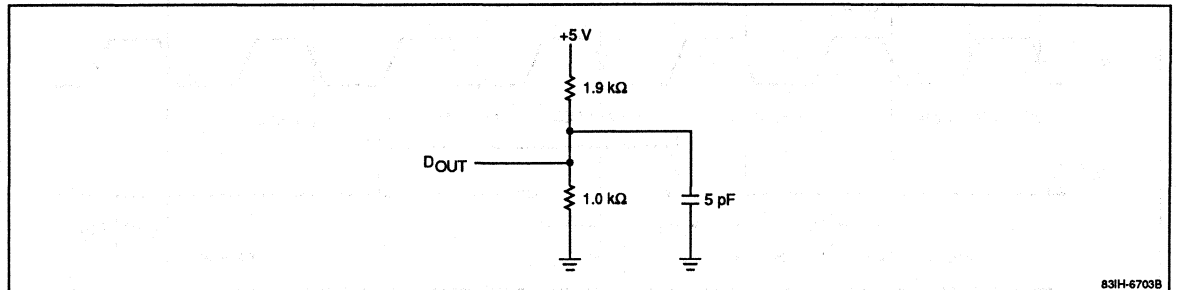 +5 V
1.9 kΩ
DOUT
1.0 kΩ
5 pF
83IH-6703B